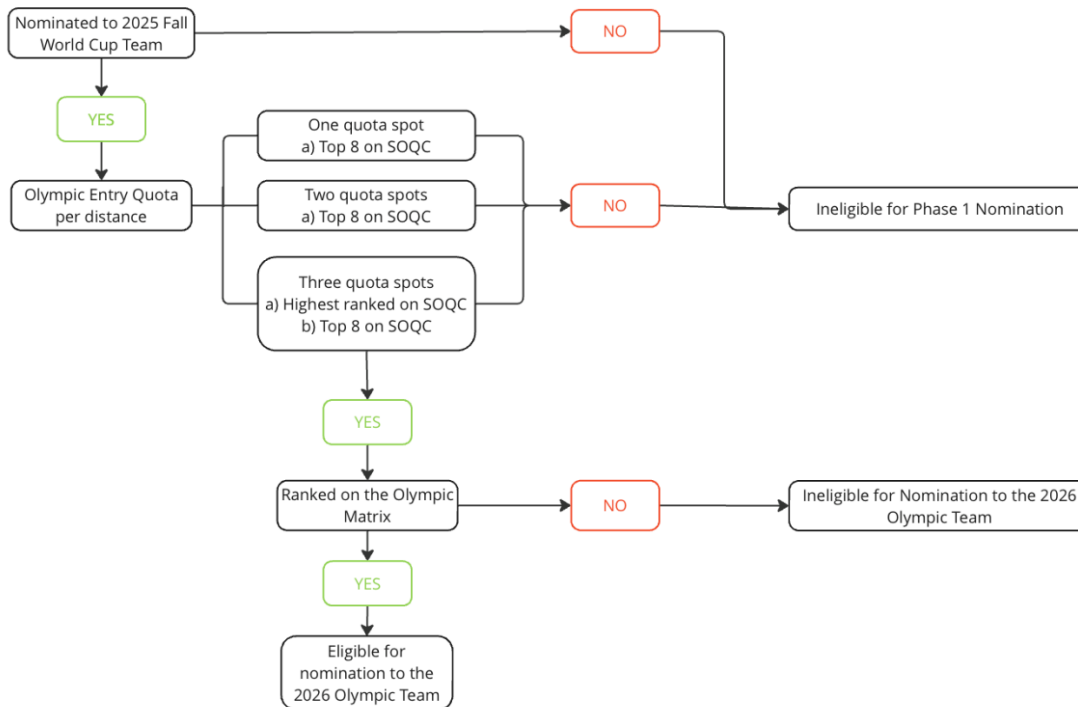 Nominated to 2025 Fall
World Cup Team
NO
YES
One quota spot
a) Top 8 on SOQC
Olympic Entry Quota
per distance
Two quota spots
a) Top 8 on SOQC
NO
Ineligible for Phase 1 Nomination
Three quota spots
a) Highest ranked on SOQC
b) Top 8 on SOQC
YES
Ranked on the Olympic
Matrix
NO
Ineligible for Nomination to the 2026
Olympic Team
YES
Eligible for
nomination to the
2026 Olympic Team